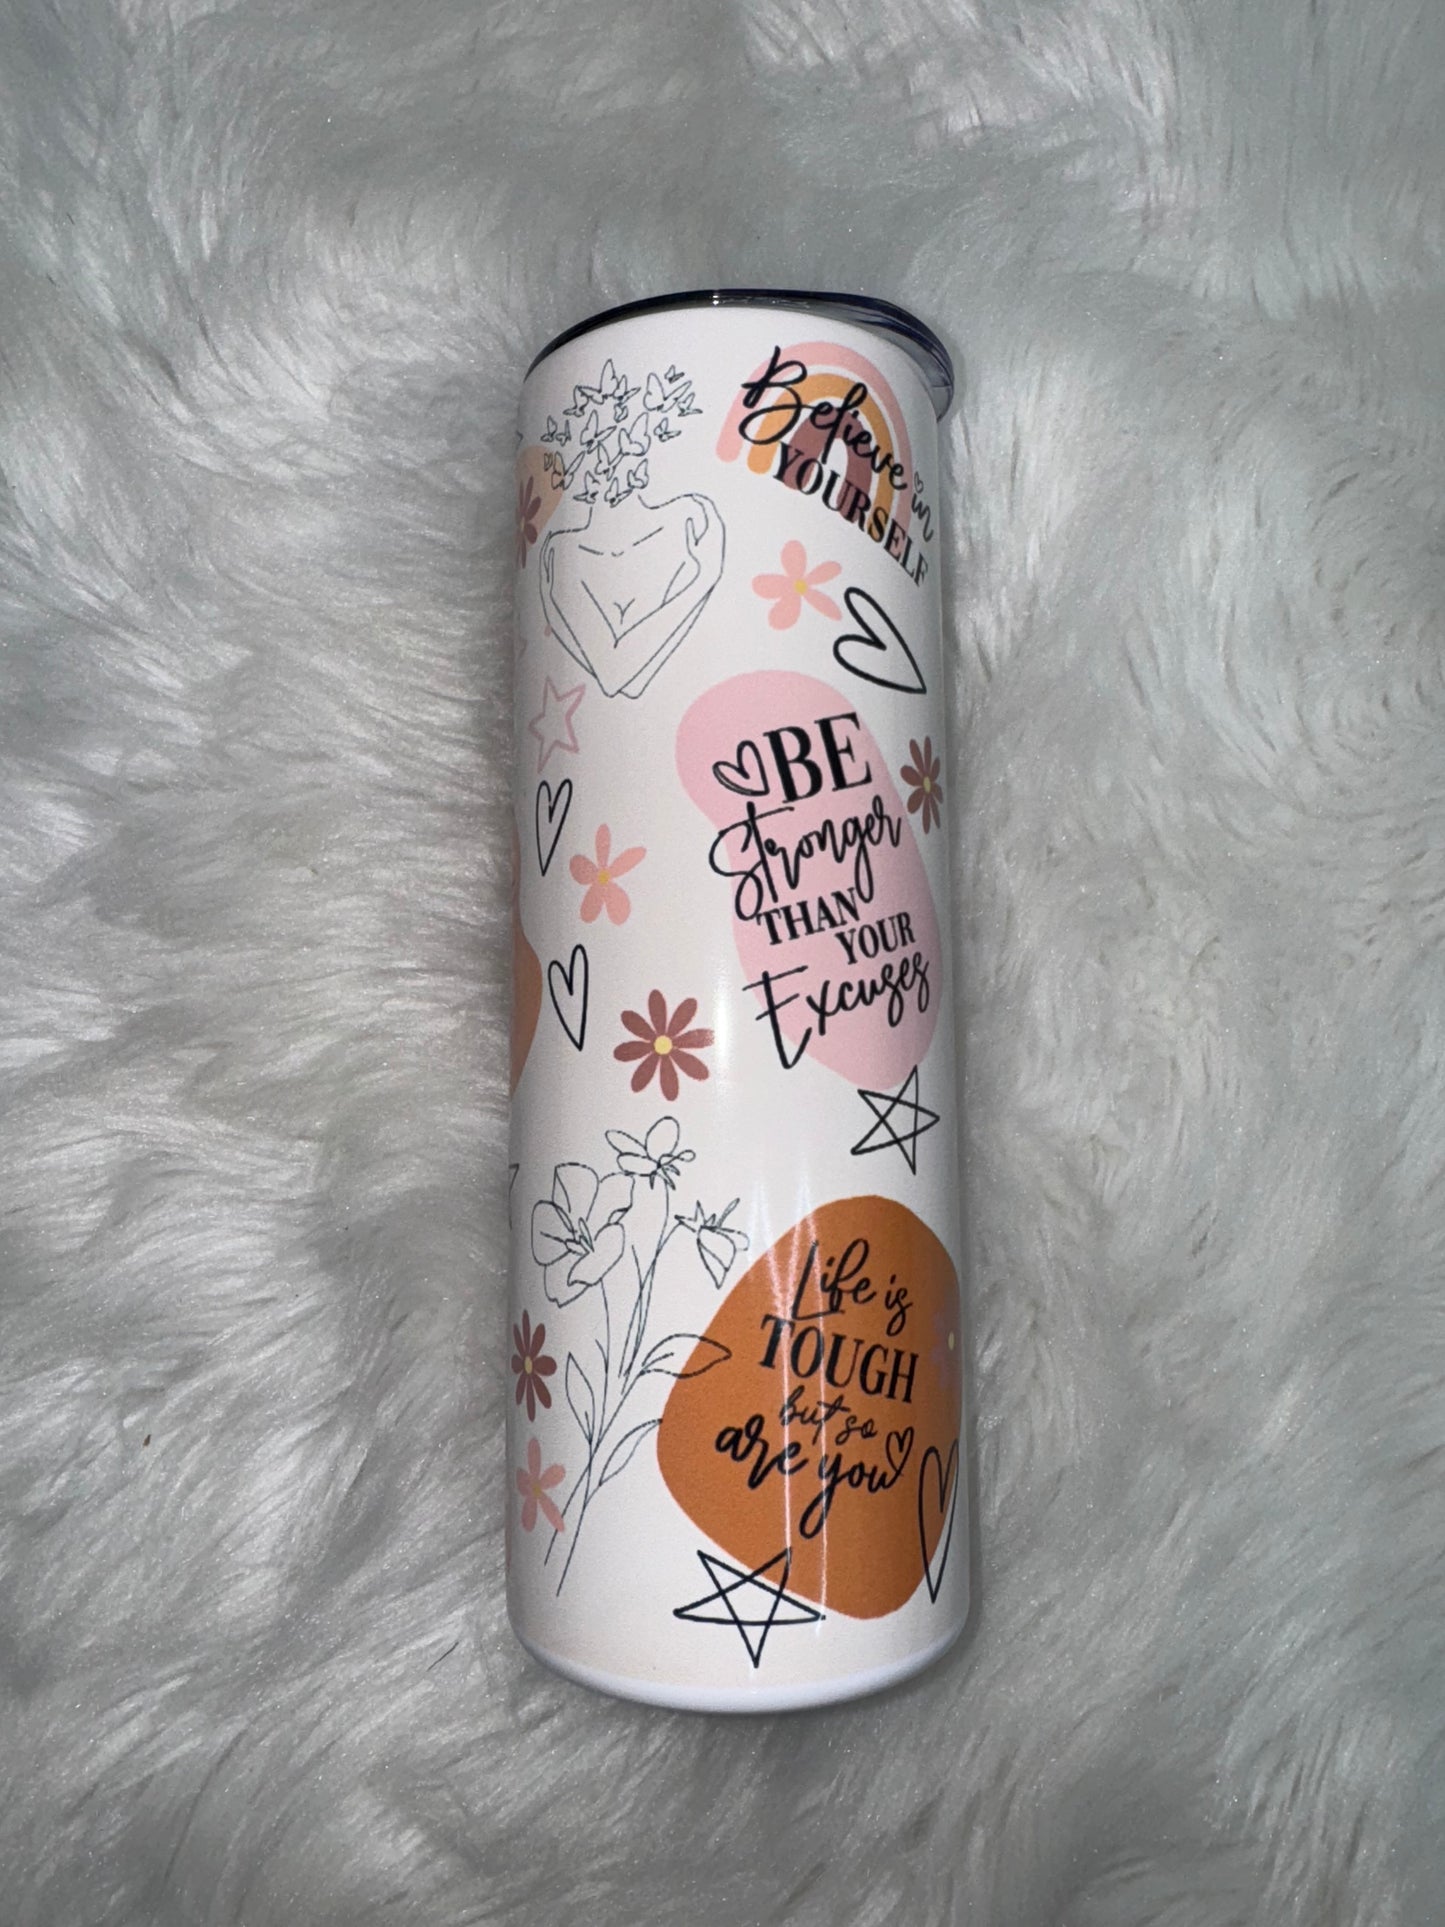 Believe in
YOURSELF
BE
Stronger
THAN
YOUR
Excuses
Life is
TOUGH
but so
are you